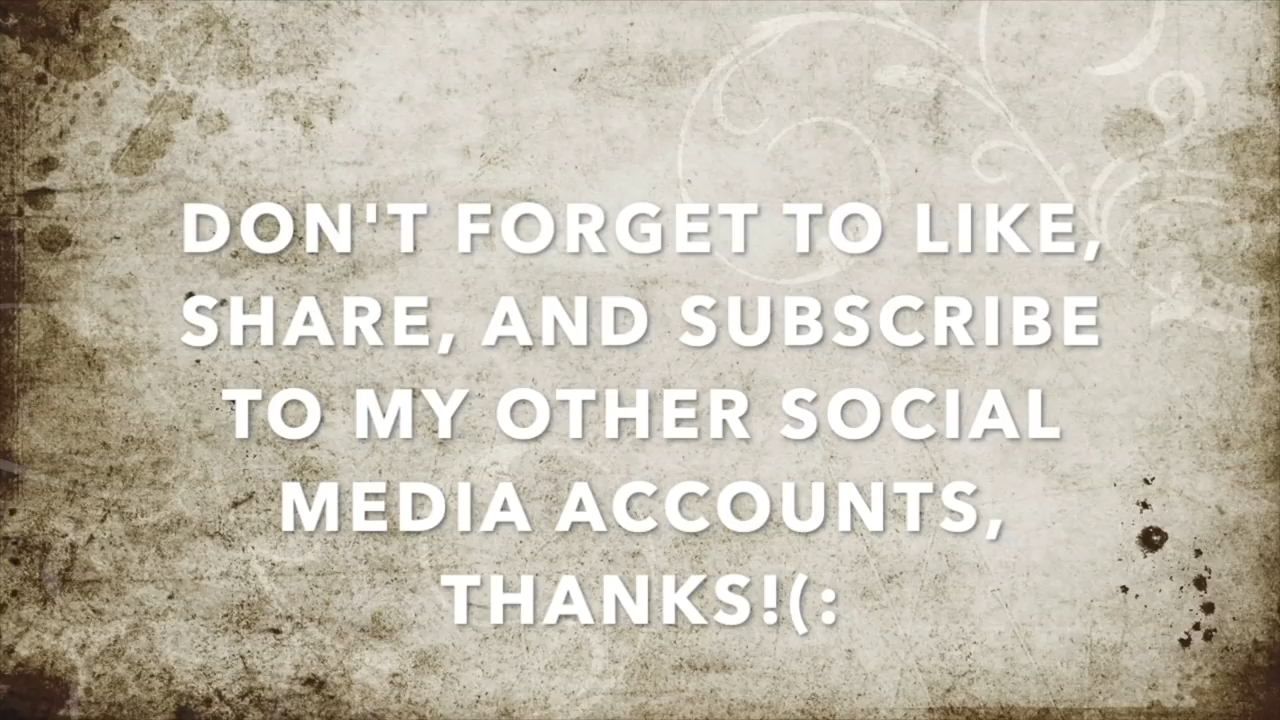 DON'T FORGET TO LIKE,
SHARE, AND SUBSCRIBE
TO MY OTHER SOCIAL
MEDIA ACCOUNTS,
THANKS!(: